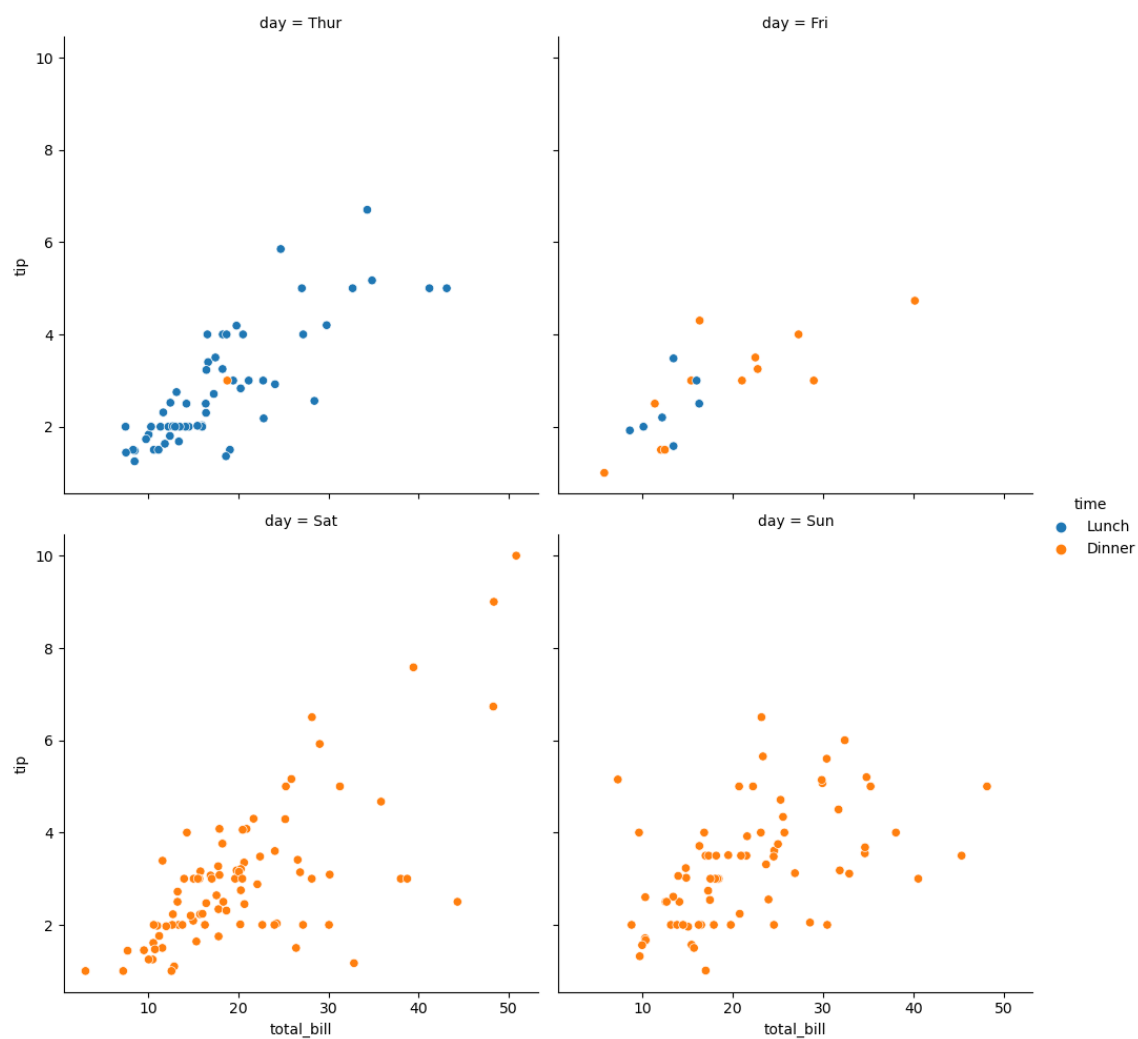 day = Thur
day = Fri
10
8
6
4
2
tip
day = Sat
day = Sun
time
Lunch
Dinner
10
8
6
4
2
tip
10 20 30 40 50
10 20 30 40 50
total_bill
total_bill